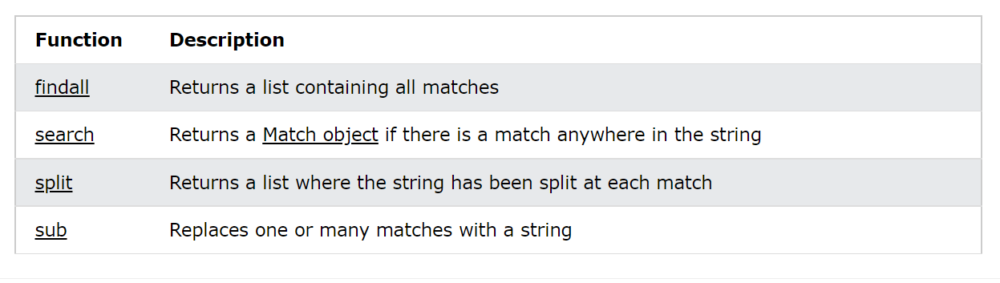 Function Description
findall Returns a list containing all matches
search Returns a Match object if there is a match anywhere in the string
split Returns a list where the string has been split at each match
sub Replaces one or many matches with a string